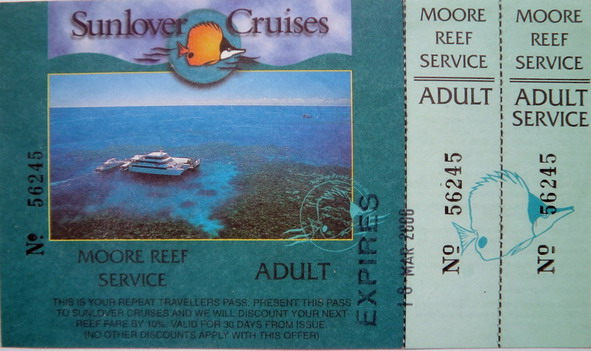 Sunlover Cruises
Nº 56245
MOORE REEF
SERVICE
ADULT
THIS IS YOUR REPEAT TRAVELLERS PASS. PRESENT THIS PASS
TO SUNLOVER CRUISES AND WE WILL DISCOUNT YOUR NEXT
REEF FARE BY 10%. VALID FOR 30 DAYS FROM ISSUE.
(NO OTHER DISCOUNTS APPLY WITH THIS OFFER)
EXPIRES
18 MAR 2000
MOORE
REEF
SERVICE
ADULT
Nº 56245
MOORE
REEF
SERVICE
ADULT
SERVICE
Nº 56245